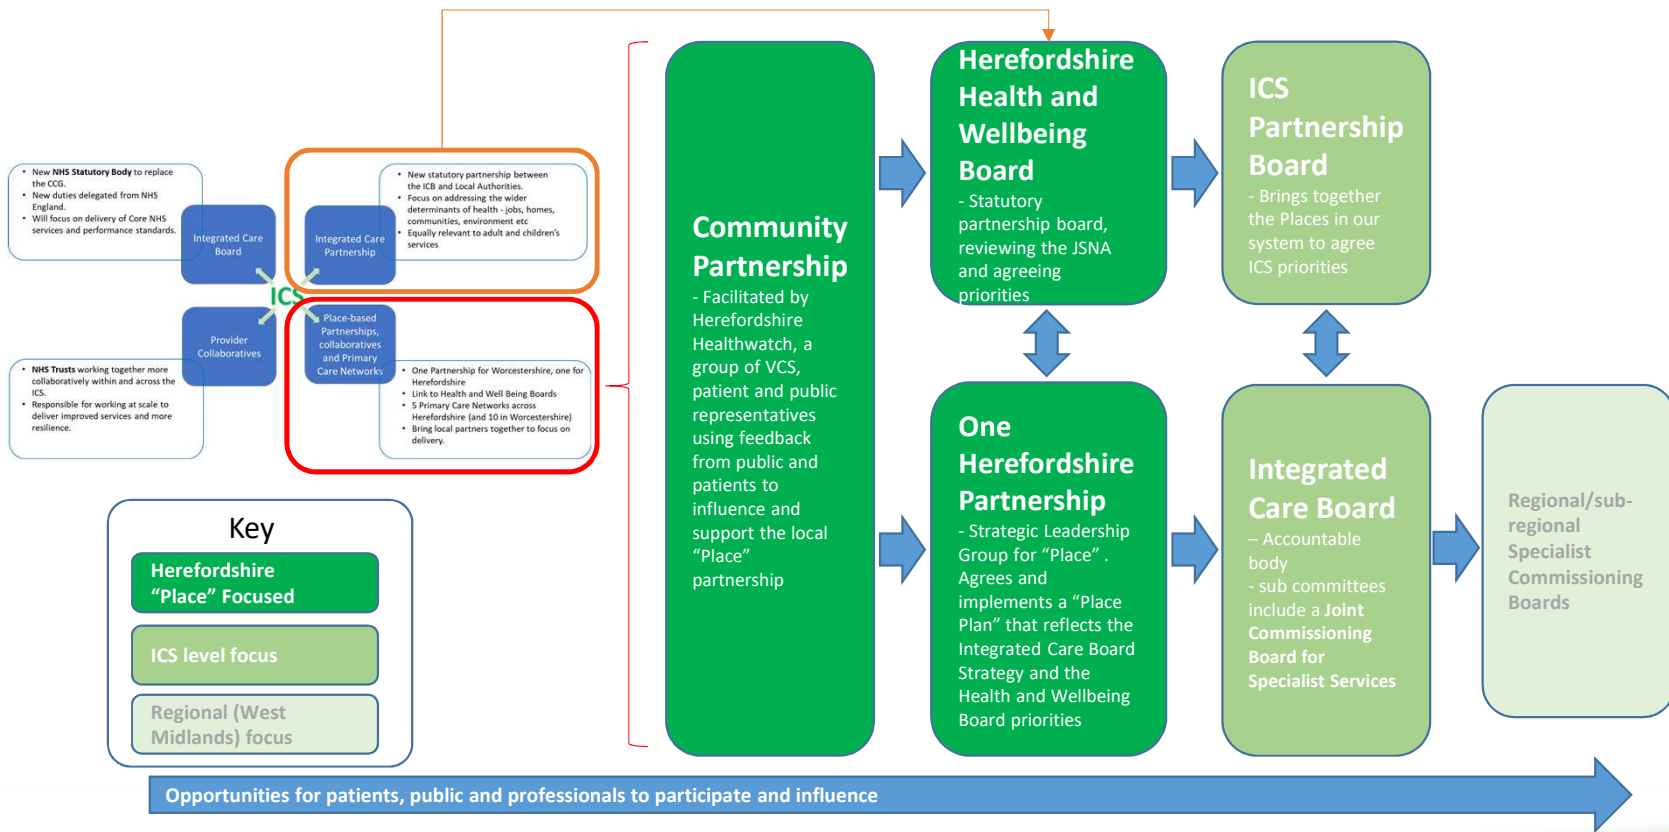 • New NHS Statutory Body to replace
the CCG.
• New duties delegated from NHS
England.
• Will focus on delivery of Core NHS
services and performance standards.
Integrated Care
Board
Integrated Care
Partnership
• New statutory partnership between
the ICB and Local Authorities.
• Focus on addressing the wider
determinants of health - jobs, homes,
communities, environment etc
• Equally relevant to adult and children's
services
ICS
Provider
Collaboratives
Place-based
Partnerships,
collaboratives
and Primary
Care Networks
• NHS Trusts working together more
collaboratively within and across the
ICS.
• Responsible for working at scale to
deliver improved services and more
resilience.
• One Partnership for Worcestershire, one for
Herefordshire
• Link to Health and Well Being Boards
• 5 Primary Care Networks across
Herefordshire (and 10 in Worcestershire)
• Bring local partners together to focus on
delivery.
Key
Herefordshire
“Place” Focused
ICS level focus
Regional (West
Midlands) focus
Community
Partnership
- Facilitated by
Herefordshire
Healthwatch, a
group of VCS,
patient and public
representatives
using feedback
from public and
patients to
influence and
support the local
“Place”
partnership
Herefordshire
Health and
Wellbeing
Board
- Statutory
partnership board,
reviewing the JSNA
and agreeing
priorities
One
Herefordshire
Partnership
- Strategic Leadership
Group for “Place” .
Agrees and
implements a “Place
Plan” that reflects the
Integrated Care Board
Strategy and the
Health and Wellbeing
Board priorities
ICS
Partnership
Board
- Brings together
the Places in our
system to agree
ICS priorities
Integrated
Care Board
– Accountable
body
- sub committees
include a Joint
Commissioning
Board for
Specialist Services
Regional/sub-
regional
Specialist
Commissioning
Boards
Opportunities for patients, public and professionals to participate and influence